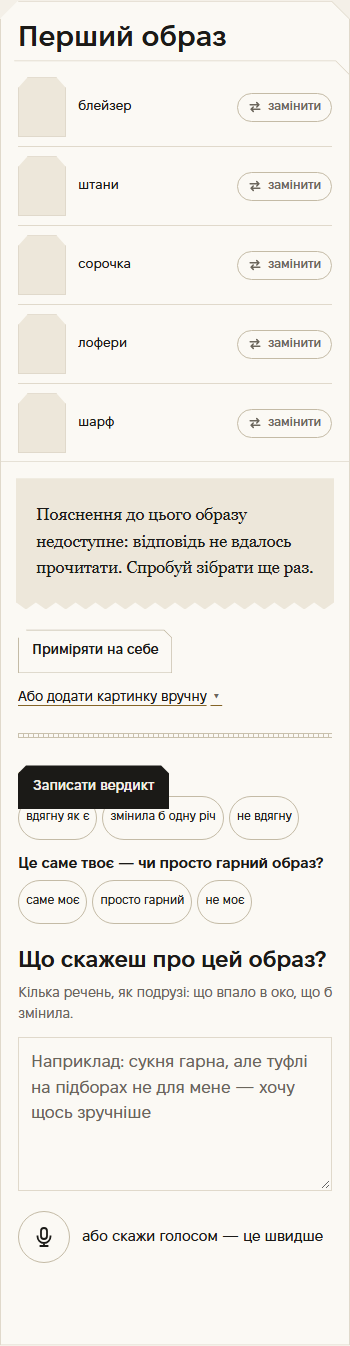 Перший образ
блейзер
замінити
штани
замінити
сорочка
замінити
лофери
замінити
шарф
замінити
Пояснення до цього образу
недоступне: відповідь не вдалось
прочитати. Спробуй зібрати ще раз.
Приміряти на себе
Або додати картинку вручну
Записати вердикт
вдягну як є
змінила б одну річ
не вдягну
Це саме твоє — чи просто гарний образ?
саме моє
просто гарний
не моє
Що скажеш про цей образ?
Кілька речень, як подрузі: що впало в око, що б
змінила.
Наприклад: сукня гарна, але туфлі
на підборах не для мене — хочу
щось зручніше
або скажи голосом — це швидше